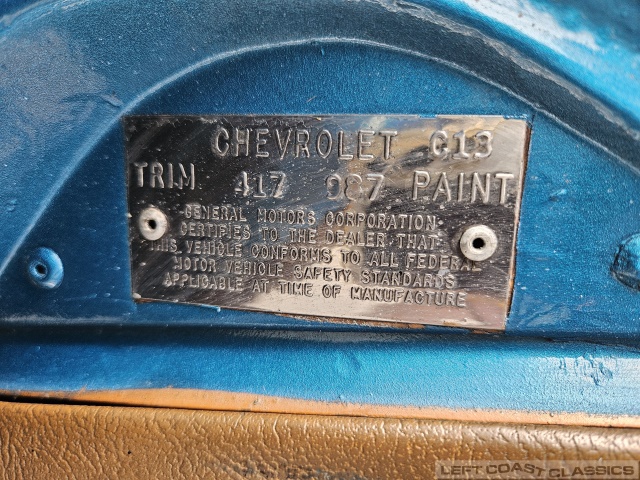 CHEVROLET G13
TRIM 417 987 PAINT
GENERAL MOTORS CORPORATION
CERTIFIES TO THE DEALER THAT
THIS VEHICLE CONFORMS TO ALL FEDERAL
MOTOR VEHICLE SAFETY STANDARDS
APPLICABLE AT TIME OF MANUFACTURE
LEFT COAST CLASSICS